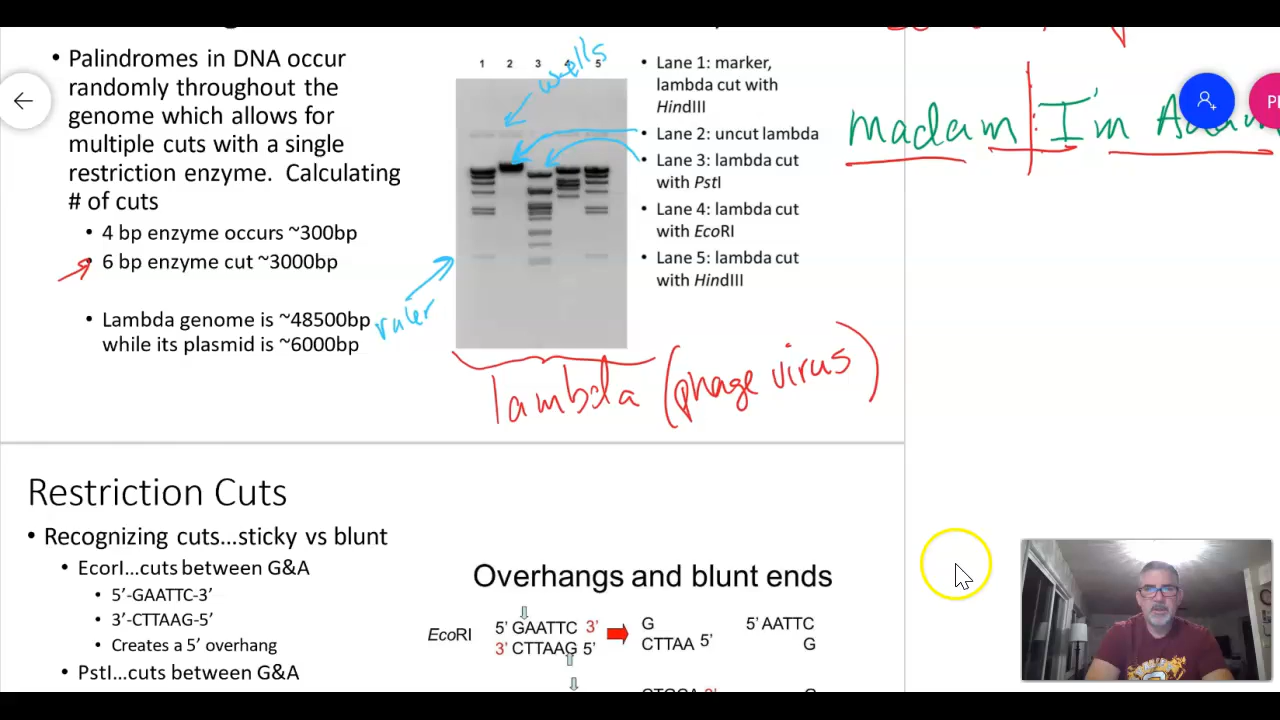 • Palindromes in DNA occur
randomly throughout the
genome which allows for
multiple cuts with a single
restriction enzyme. Calculating
# of cuts
• 4 bp enzyme occurs ~300bp
• 6 bp enzyme cut ~3000bp
• Lambda genome is ~48500bp
while its plasmid is ~6000bp
1 2 3 4 5
wells
ruler
• Lane 1: marker,
lambda cut with
HindIII
• Lane 2: uncut lambda
• Lane 3: lambda cut
with PstI
• Lane 4: lambda cut
with EcoRI
• Lane 5: lambda cut
with HindIII
lambda (phage virus)
madam I'm Adam
Restriction Cuts
• Recognizing cuts...sticky vs blunt
• EcorI...cuts between G&A
• 5'-GAATTC-3'
• 3'-CTTAAG-5'
• Creates a 5' overhang
• PstI...cuts between G&A
Overhangs and blunt ends
EcoRI
5' GAATTC 3'
3' CTTAAG 5'
G
CTTAA 5'
5' AATTC
G